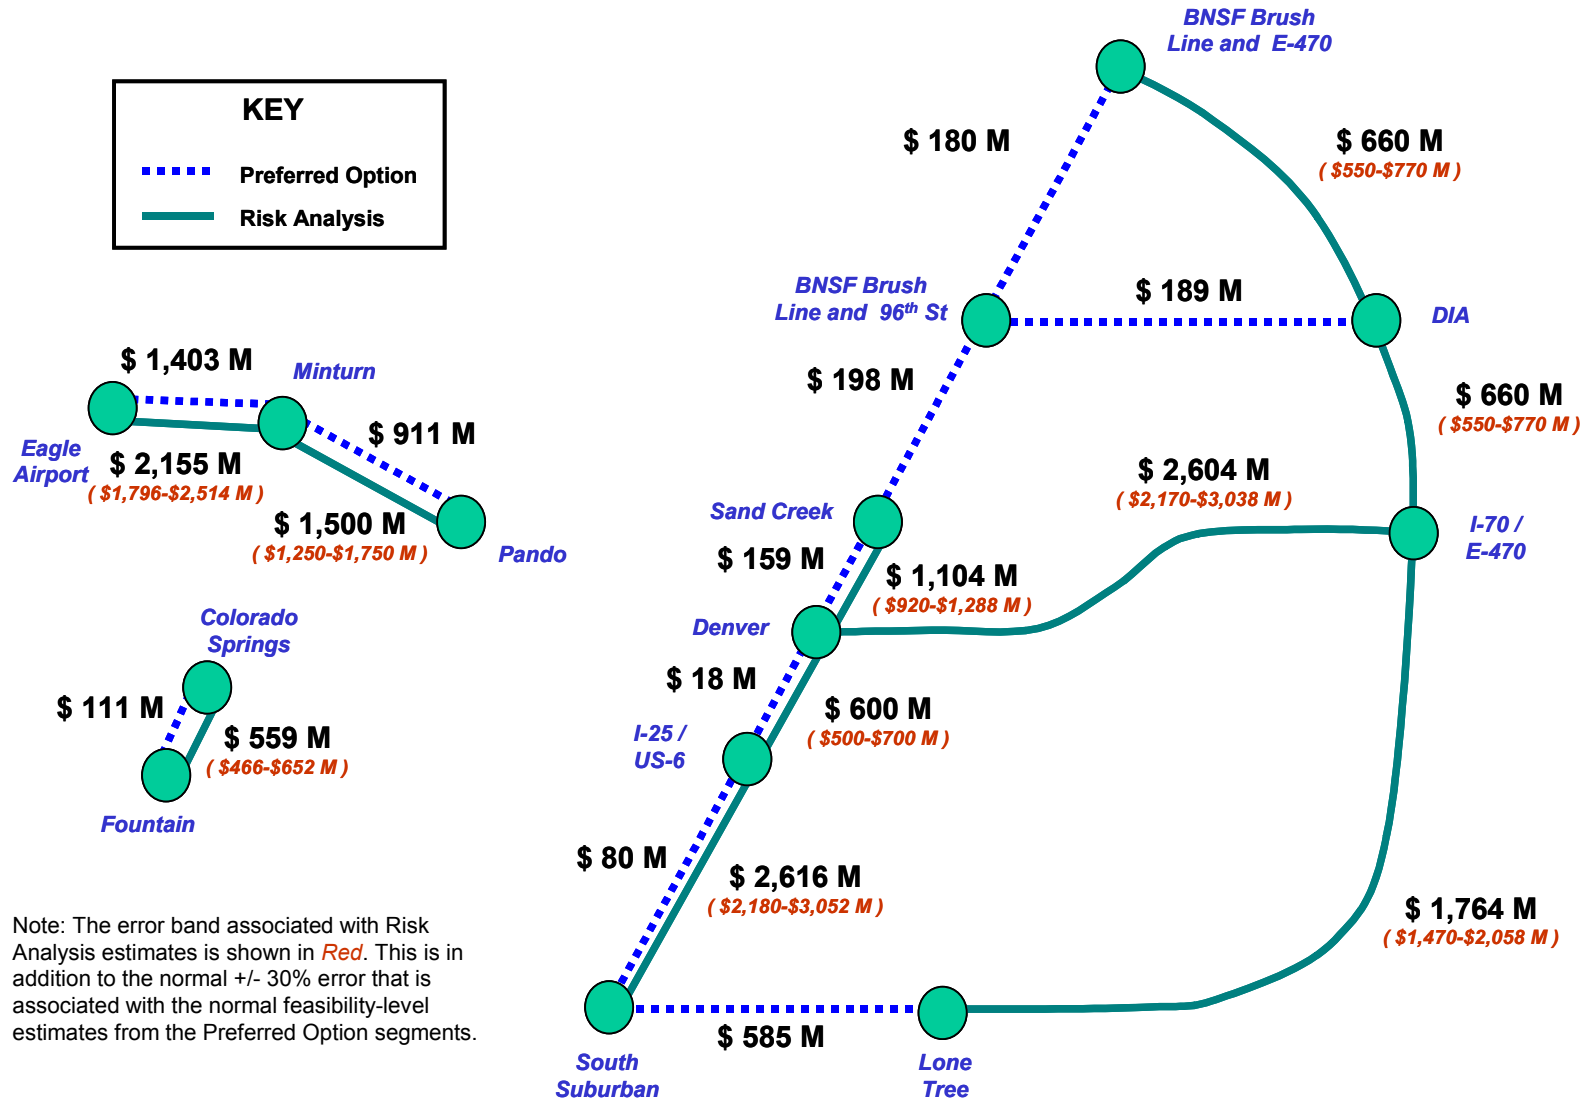 BNSF Brush
Line and E-470
KEY
Preferred Option
Risk Analysis
$ 180 M
$ 660 M
( $550-$770 M )
BNSF Brush
Line and 96th St
$ 189 M
DIA
$ 1,403 M
Minturn
$ 198 M
$ 660 M
( $550-$770 M )
$ 911 M
Eagle
Airport
$ 2,155 M
( $1,796-$2,514 M )
$ 1,500 M
( $1,250-$1,750 M )
Pando
Sand Creek
$ 2,604 M
( $2,170-$3,038 M )
I-70 /
E-470
$ 159 M
$ 1,104 M
( $920-$1,288 M )
Denver
Colorado
Springs
$ 111 M
$ 559 M
( $466-$652 M )
Fountain
$ 18 M
$ 600 M
( $500-$700 M )
I-25 /
US-6
$ 80 M
$ 2,616 M
( $2,180-$3,052 M )
$ 1,764 M
( $1,470-$2,058 M )
Note: The error band associated with Risk
Analysis estimates is shown in Red. This is in
addition to the normal +/- 30% error that is
associated with the normal feasibility-level
estimates from the Preferred Option segments.
$ 585 M
South
Suburban
Lone
Tree